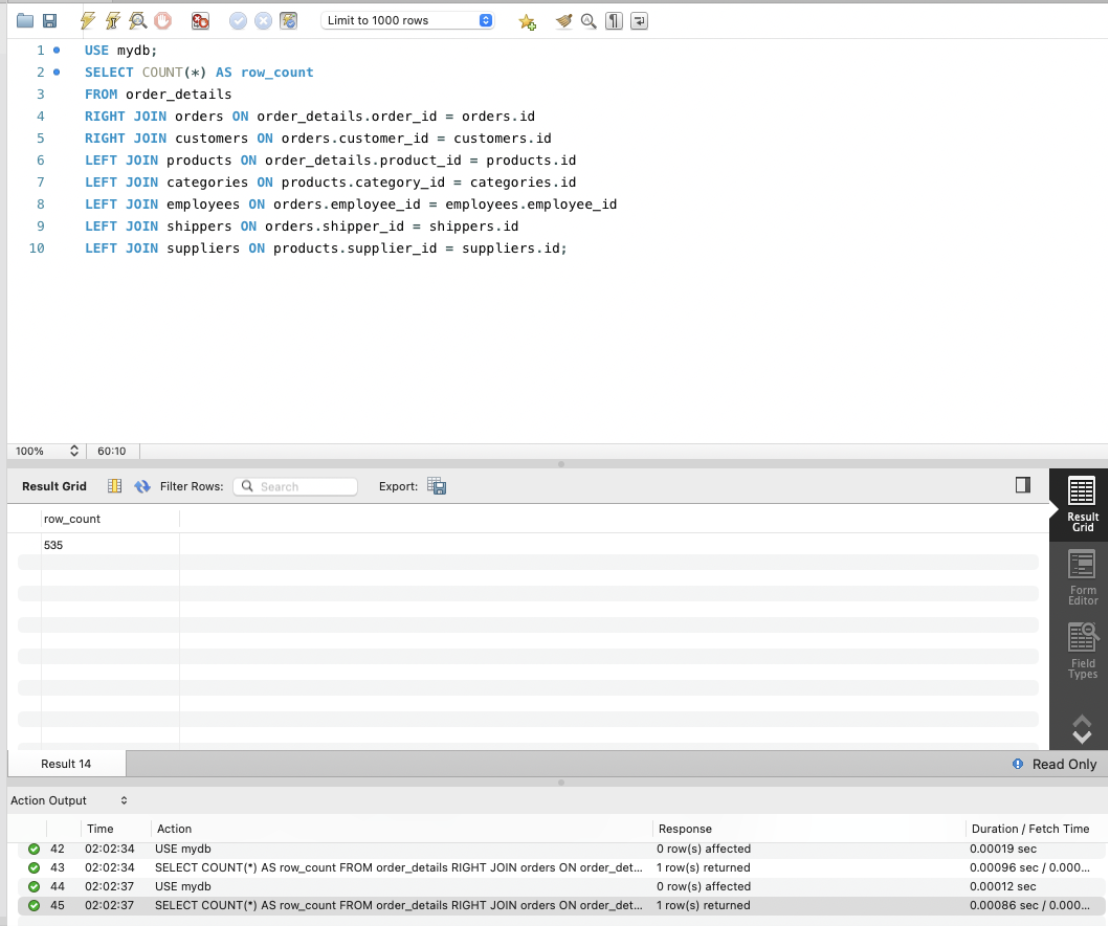 Limit to 1000 rows
1 USE mydb;
2 SELECT COUNT(*) AS row_count
3 FROM order_details
4 RIGHT JOIN orders ON order_details.order_id = orders.id
5 RIGHT JOIN customers ON orders.customer_id = customers.id
6 LEFT JOIN products ON order_details.product_id = products.id
7 LEFT JOIN categories ON products.category_id = categories.id
8 LEFT JOIN employees ON orders.employee_id = employees.employee_id
9 LEFT JOIN shippers ON orders.shipper_id = shippers.id
10 LEFT JOIN suppliers ON products.supplier_id = suppliers.id;
100% 60:10
Result Grid Filter Rows: Search Export:
row_count
535
Result
Grid
Form
Editor
Field
Types
Result 14 Read Only
Action Output
Time Action Response Duration / Fetch Time
42 02:02:34 USE mydb 0 row(s) affected 0.00019 sec
43 02:02:34 SELECT COUNT(*) AS row_count FROM order_details RIGHT JOIN orders ON order_det... 1 row(s) returned 0.00096 sec / 0.000...
44 02:02:37 USE mydb 0 row(s) affected 0.00012 sec
45 02:02:37 SELECT COUNT(*) AS row_count FROM order_details RIGHT JOIN orders ON order_det... 1 row(s) returned 0.00086 sec / 0.000...